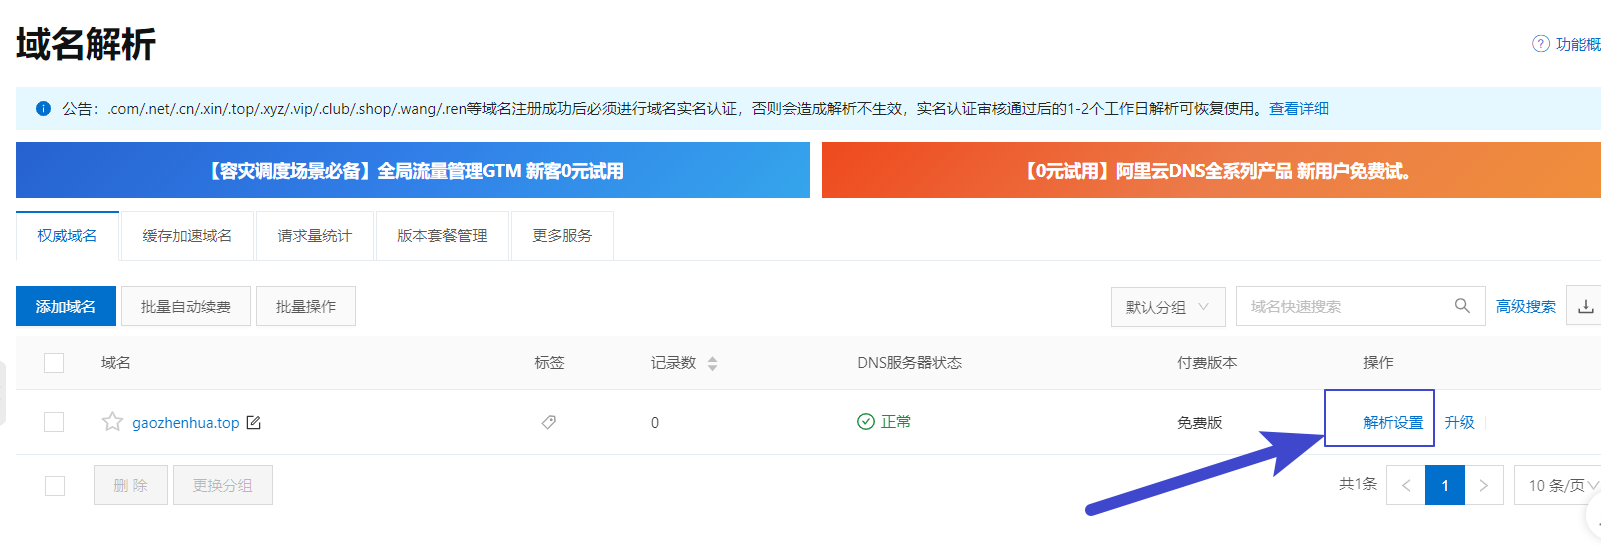 域名解析
功能概
公告：.com/.net/.cn/.xin/.top/.xyz/.vip/.club/.shop/.wang/.ren等域名注册成功后必须进行域名实名认证，否则会造成解析不生效，实名认证审核通过后的1-2个工作日解析可恢复使用。查看详细
【容灾调度场景必备】全局流量管理GTM 新客0元试用
【0元试用】阿里云DNS全系列产品 新用户免费试。
权威域名 缓存加速域名 请求量统计 版本套餐管理 更多服务
添加域名 批量自动续费 批量操作 默认分组 域名快速搜索 高级搜索
域名 标签 记录数 DNS服务器状态 付费版本 操作
gaozhenhua.top 0 正常 免费版 解析设置 升级
删 除 更换分组 共1条 1 10 条/页